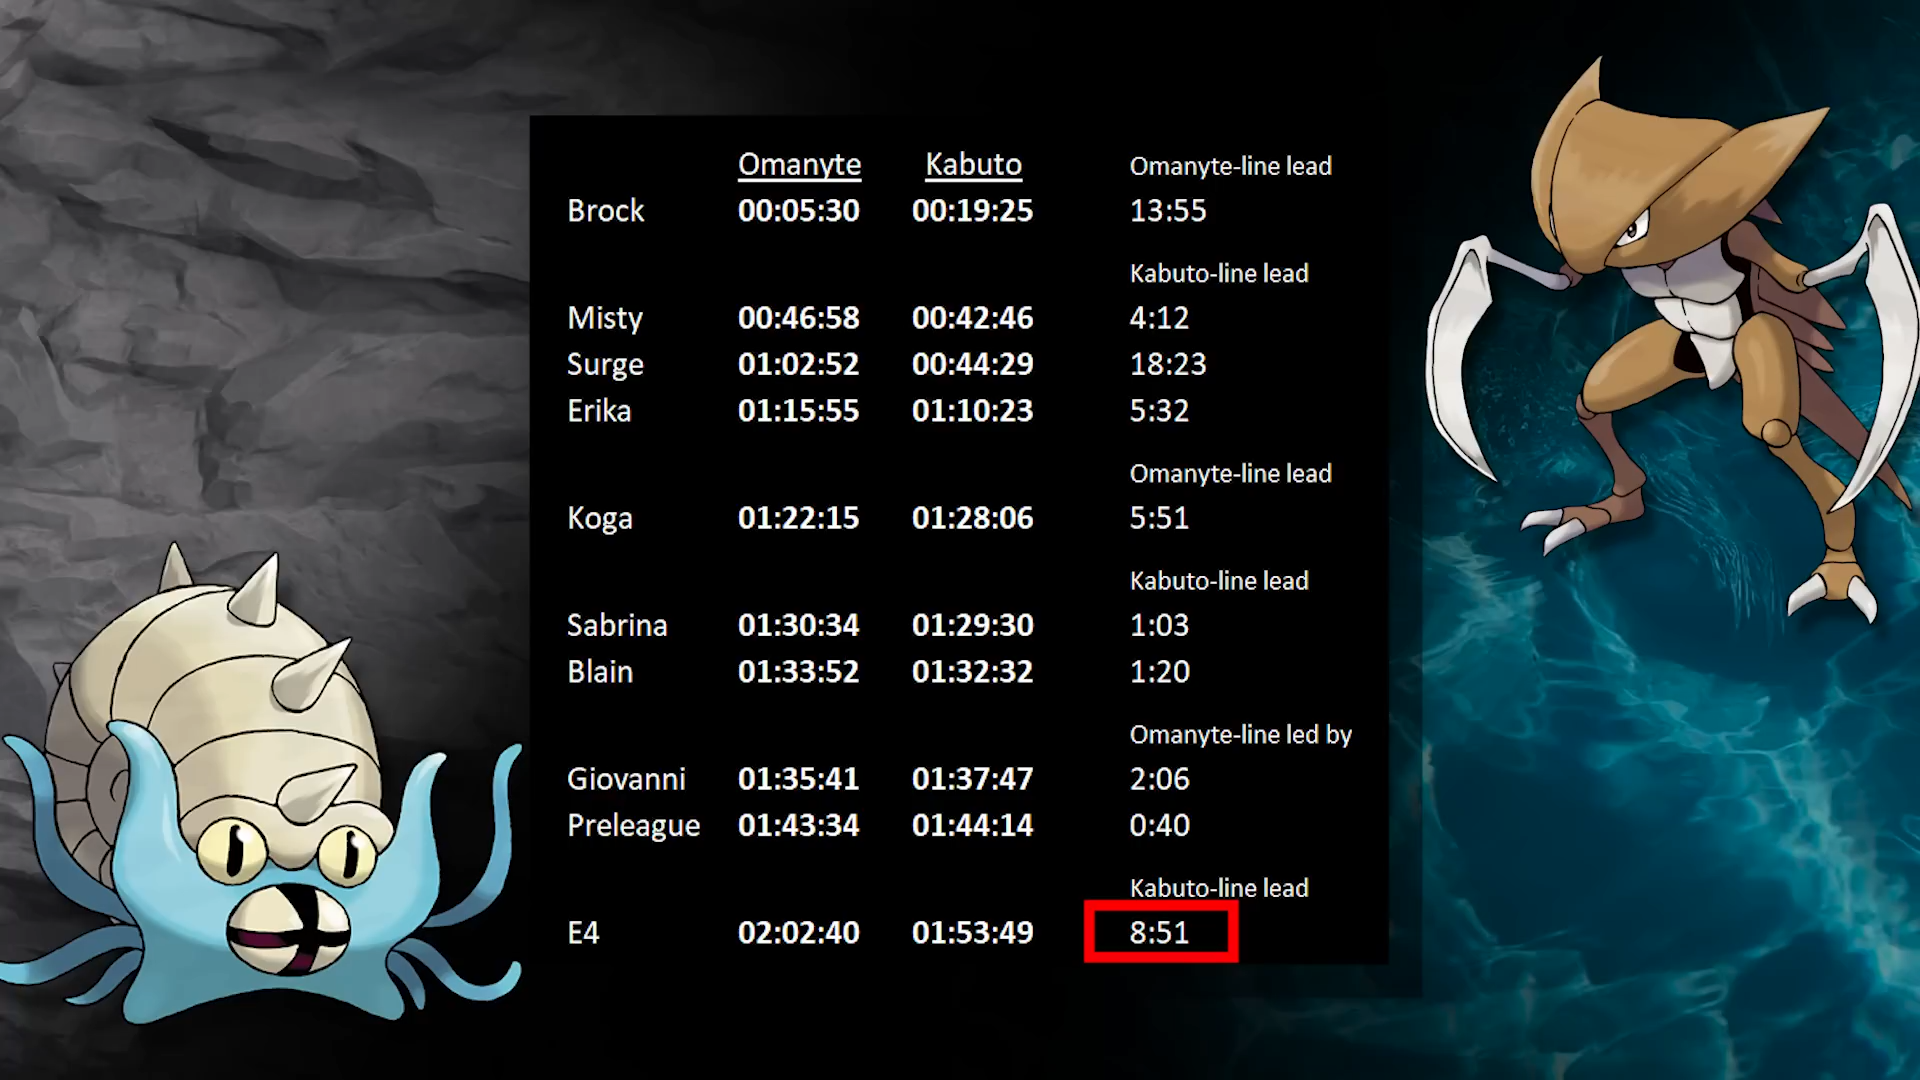 Omanyte Kabuto Omanyte-line lead
Brock 00:05:30 00:19:25 13:55
Kabuto-line lead
Misty 00:46:58 00:42:46 4:12
Surge 01:02:52 00:44:29 18:23
Erika 01:15:55 01:10:23 5:32
Omanyte-line lead
Koga 01:22:15 01:28:06 5:51
Kabuto-line lead
Sabrina 01:30:34 01:29:30 1:03
Blain 01:33:52 01:32:32 1:20
Omanyte-line led by
Giovanni 01:35:41 01:37:47 2:06
Preleague 01:43:34 01:44:14 0:40
Kabuto-line lead
E4 02:02:40 01:53:49 8:51